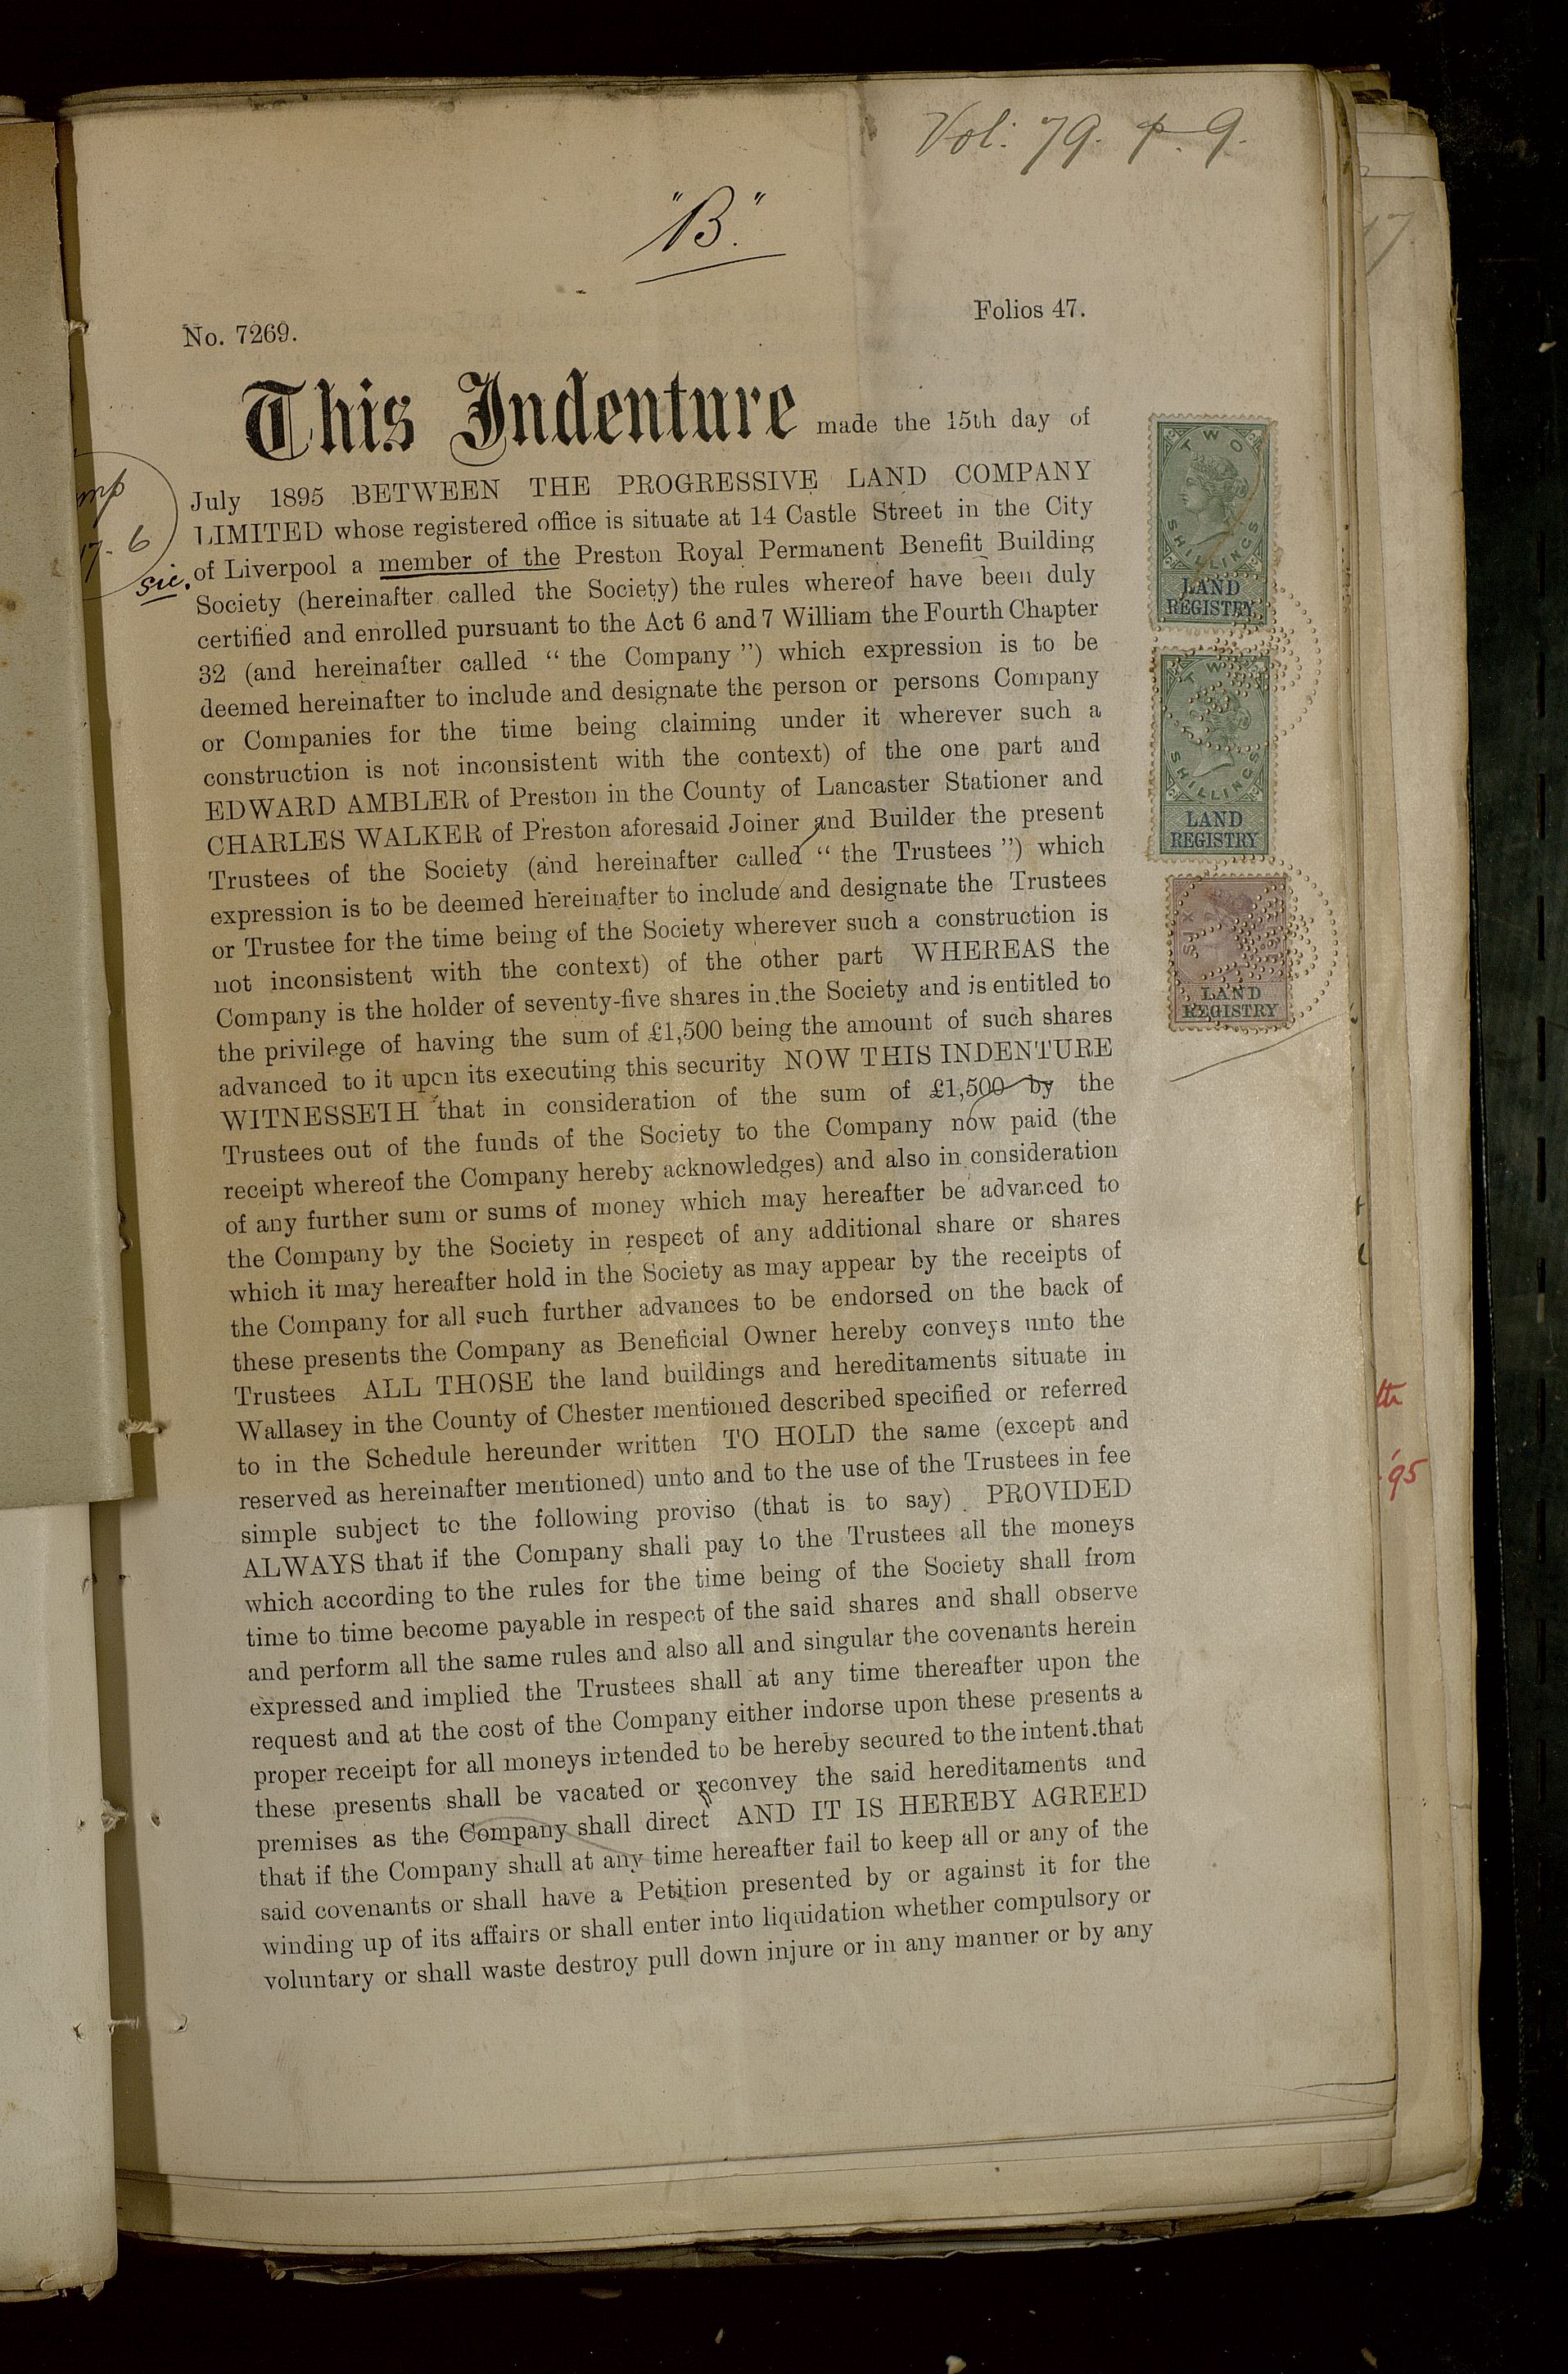 Vol: 79. p. 9.
"B."
Folios 47.
No. 7269.
This Indenture made the 15th day of
July 1895 BETWEEN THE PROGRESSIVE LAND COMPANY
LIMITED whose registered office is situate at 14 Castle Street in the City
sic. of Liverpool a member of the Preston Royal Permanent Benefit Building
Society (hereinafter called the Society) the rules whereof have been duly
certified and enrolled pursuant to the Act 6 and 7 William the Fourth Chapter
32 (and hereinafter called “ the Company ”) which expression is to be
deemed hereinafter to include and designate the person or persons Company
or Companies for the time being claiming under it wherever such a
construction is not inconsistent with the context) of the one part and
EDWARD AMBLER of Preston in the County of Lancaster Stationer and
CHARLES WALKER of Preston aforesaid Joiner and Builder the present
Trustees of the Society (and hereinafter called “ the Trustees ”) which
expression is to be deemed hereinafter to include and designate the Trustees
or Trustee for the time being of the Society wherever such a construction is
not inconsistent with the context) of the other part WHEREAS the
Company is the holder of seventy-five shares in the Society and is entitled to
the privilege of having the sum of £1,500 being the amount of such shares
advanced to it upon its executing this security NOW THIS INDENTURE
WITNESSETH that in consideration of the sum of £1,500 by the
Trustees out of the funds of the Society to the Company now paid (the
receipt whereof the Company hereby acknowledges) and also in consideration
of any further sum or sums of money which may hereafter be advanced to
the Company by the Society in respect of any additional share or shares
which it may hereafter hold in the Society as may appear by the receipts of
the Company for all such further advances to be endorsed on the back of
these presents the Company as Beneficial Owner hereby conveys unto the
Trustees ALL THOSE the land buildings and hereditaments situate in
Wallasey in the County of Chester mentioned described specified or referred
to in the Schedule hereunder written TO HOLD the same (except and
reserved as hereinafter mentioned) unto and to the use of the Trustees in fee
simple subject to the following proviso (that is to say) PROVIDED
ALWAYS that if the Company shall pay to the Trustees all the moneys
which according to the rules for the time being of the Society shall from
time to time become payable in respect of the said shares and shall observe
and perform all the same rules and also all and singular the covenants herein
expressed and implied the Trustees shall at any time thereafter upon the
request and at the cost of the Company either indorse upon these presents a
proper receipt for all moneys intended to be hereby secured to the intent that
these presents shall be vacated or reconvey the said hereditaments and
premises as the Company shall direct AND IT IS HEREBY AGREED
that if the Company shall at any time hereafter fail to keep all or any of the
said covenants or shall have a Petition presented by or against it for the
winding up of its affairs or shall enter into liquidation whether compulsory or
voluntary or shall waste destroy pull down injure or in any manner or by any
TWO
SHILLINGS
LAND
REGISTRY
TWO
SHILLINGS
LAND
REGISTRY
SIX
LAND
REGISTRY
17
'95